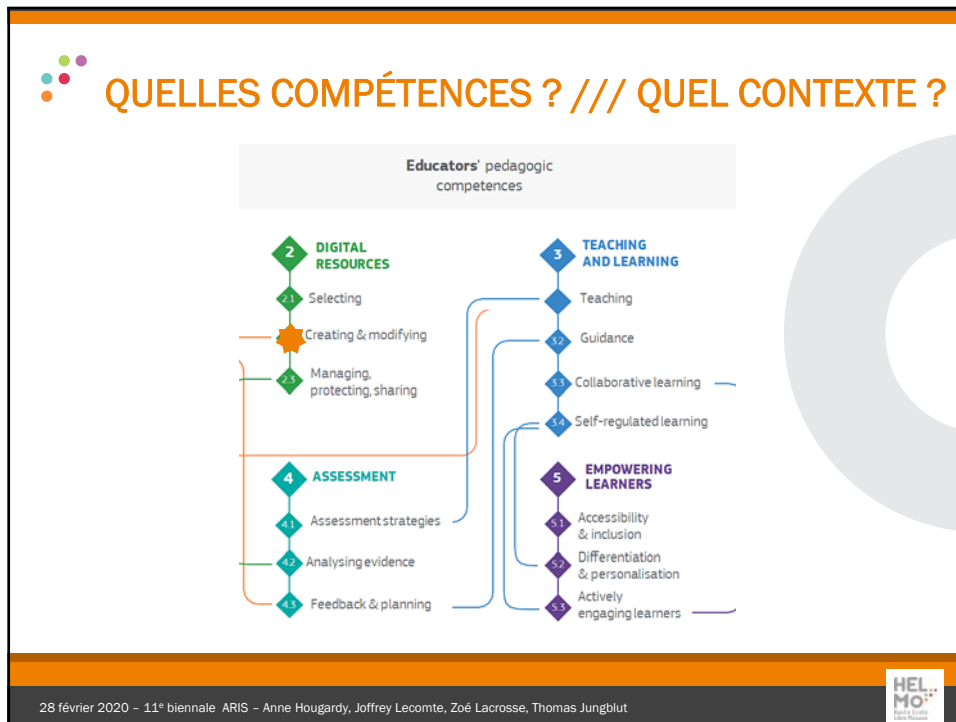 QUELLES COMPÉTENCES ? /// QUEL CONTEXTE ?
Educators' pedagogic
competences
2 DIGITAL
RESOURCES
2.1 Selecting
Creating & modifying
2.3 Managing,
protecting, sharing
3 TEACHING
AND LEARNING
Teaching
3.2 Guidance
3.3 Collaborative learning
3.4 Self-regulated learning
4 ASSESSMENT
4.1 Assessment strategies
4.2 Analysing evidence
4.3 Feedback & planning
5 EMPOWERING
LEARNERS
5.1 Accessibility
& inclusion
5.2 Differentiation
& personalisation
5.3 Actively
engaging learners
28 février 2020 – 11e biennale ARIS – Anne Hougardy, Joffrey Lecomte, Zoé Lacrosse, Thomas Jungblut
HEL
MO